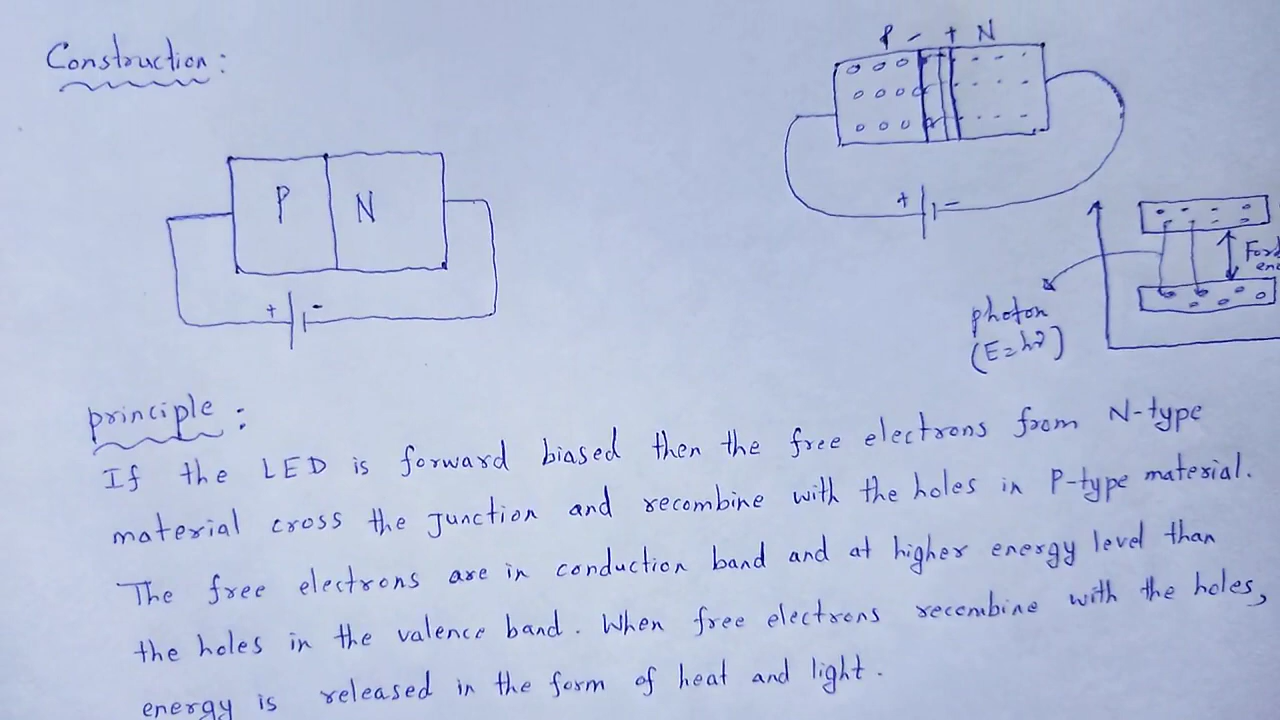 Construction:
P - + N
P N
+ -
+ -
photon
(E=hν)
principle:
If the LED is forward biased then the free electrons from N-type
material cross the junction and recombine with the holes in P-type material.
The free electrons are in conduction band and at higher energy level than
the holes in the valence band. When free electrons recombine with the holes,
energy is released in the form of heat and light.